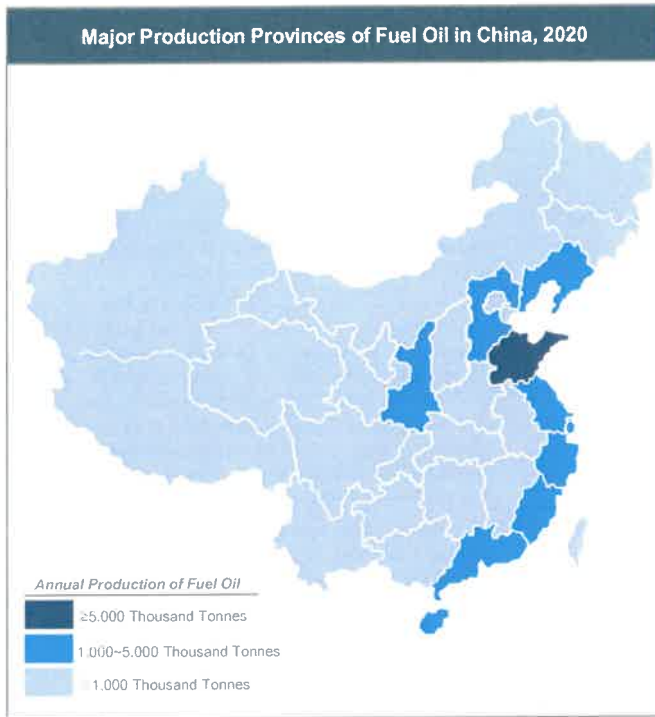 Major Production Provinces of Fuel Oil in China, 2020
Annual Production of Fuel Oil
≥5.000 Thousand Tonnes
1.000~5.000 Thousand Tonnes
1.000 Thousand Tonnes